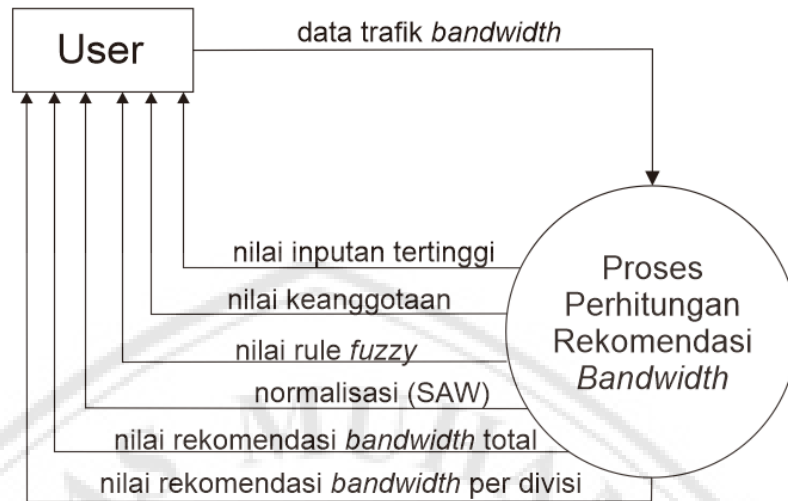 User
data trafik bandwidth
nilai inputan tertinggi
nilai keanggotaan
nilai rule fuzzy
normalisasi (SAW)
nilai rekomendasi bandwidth total
nilai rekomendasi bandwidth per divisi
Proses
Perhitungan
Rekomendasi
Bandwidth